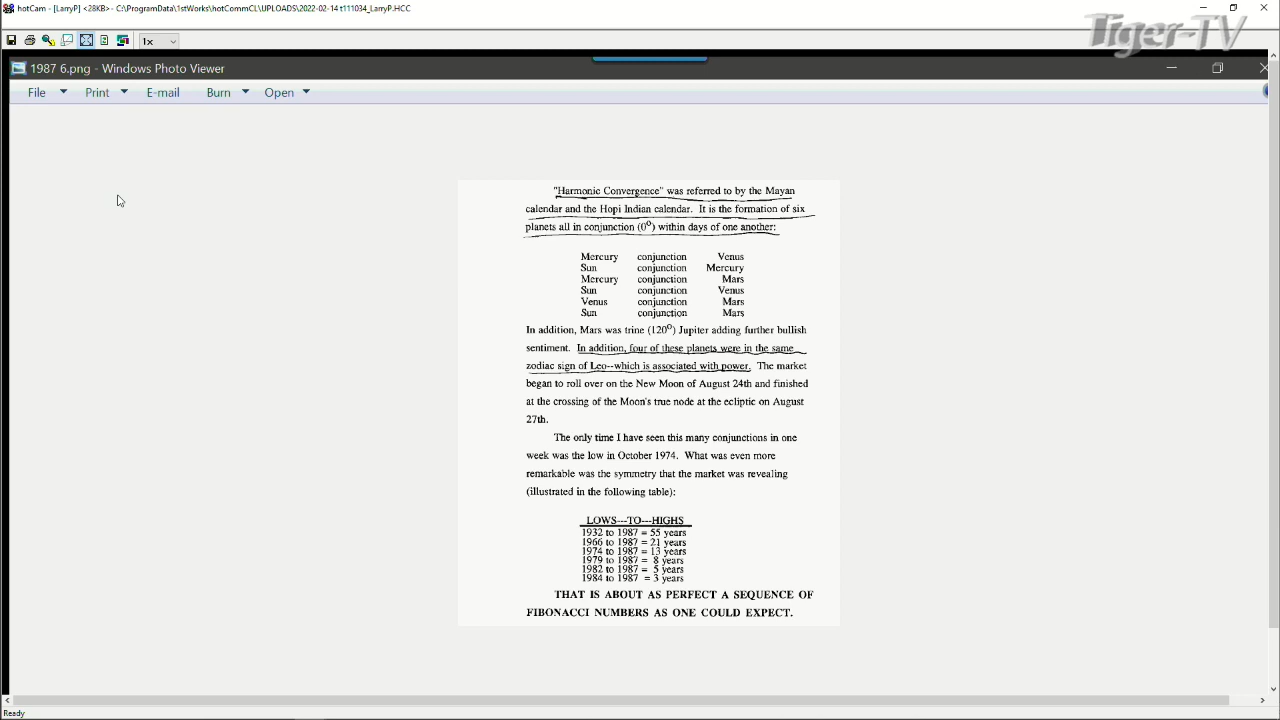 hotCam - [LarryP] <28KB>- C:\ProgramData\1stWorks\hotCommCL\UPLOADS\2022-02-14 t111034_LarryP.HCC
Tiger-TV
1x
1987 6.png - Windows Photo Viewer
File Print E-mail Burn Open
"Harmonic Convergence" was referred to by the Mayan
calendar and the Hopi Indian calendar. It is the formation of six
planets all in conjunction (0°) within days of one another:
Mercury conjunction Venus
Sun conjunction Mercury
Mercury conjunction Mars
Sun conjunction Venus
Venus conjunction Mars
Sun conjunction Mars
In addition, Mars was trine (120°) Jupiter adding further bullish
sentiment. In addition, four of these planets were in the same
zodiac sign of Leo--which is associated with power. The market
began to roll over on the New Moon of August 24th and finished
at the crossing of the Moon's true node at the ecliptic on August
27th.
The only time I have seen this many conjunctions in one
week was the low in October 1974. What was even more
remarkable was the symmetry that the market was revealing
(illustrated in the following table):
LOWS---TO---HIGHS
1932 to 1987 = 55 years
1966 to 1987 = 21 years
1974 to 1987 = 13 years
1979 to 1987 = 8 years
1982 to 1987 = 5 years
1984 to 1987 = 3 years
THAT IS ABOUT AS PERFECT A SEQUENCE OF
FIBONACCI NUMBERS AS ONE COULD EXPECT.
Ready